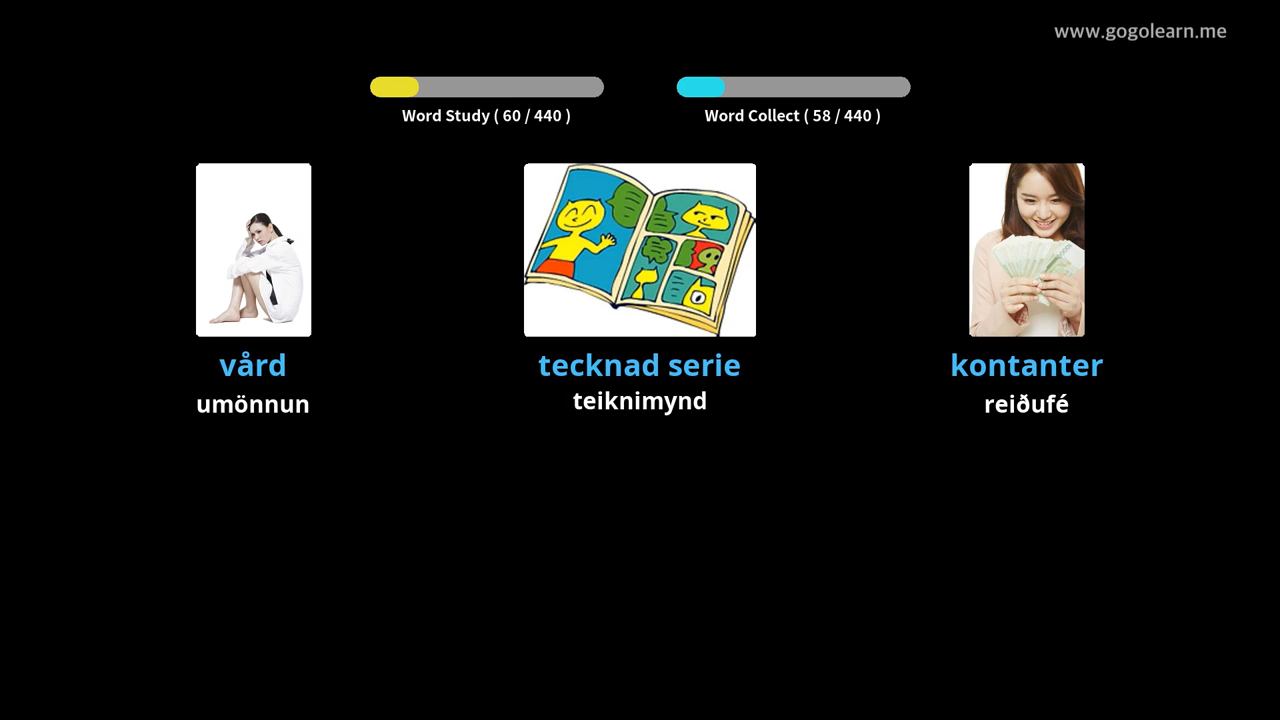 www.gogolearn.me
Word Study ( 60 / 440 )
Word Collect ( 58 / 440 )
vård
tecknad serie
kontanter
umönnun
teiknimynd
reiðufé